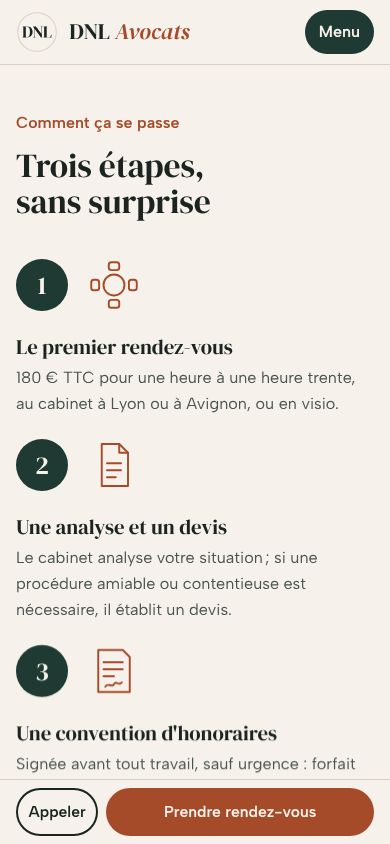 DNL DNL Avocats Menu
Comment ça se passe
Trois étapes,
sans surprise
1
Le premier rendez-vous
180 € TTC pour une heure à une heure trente,
au cabinet à Lyon ou à Avignon, ou en visio.
2
Une analyse et un devis
Le cabinet analyse votre situation ; si une
procédure amiable ou contentieuse est
nécessaire, il établit un devis.
3
Une convention d'honoraires
Signée avant tout travail, sauf urgence : forfait
Appeler Prendre rendez-vous